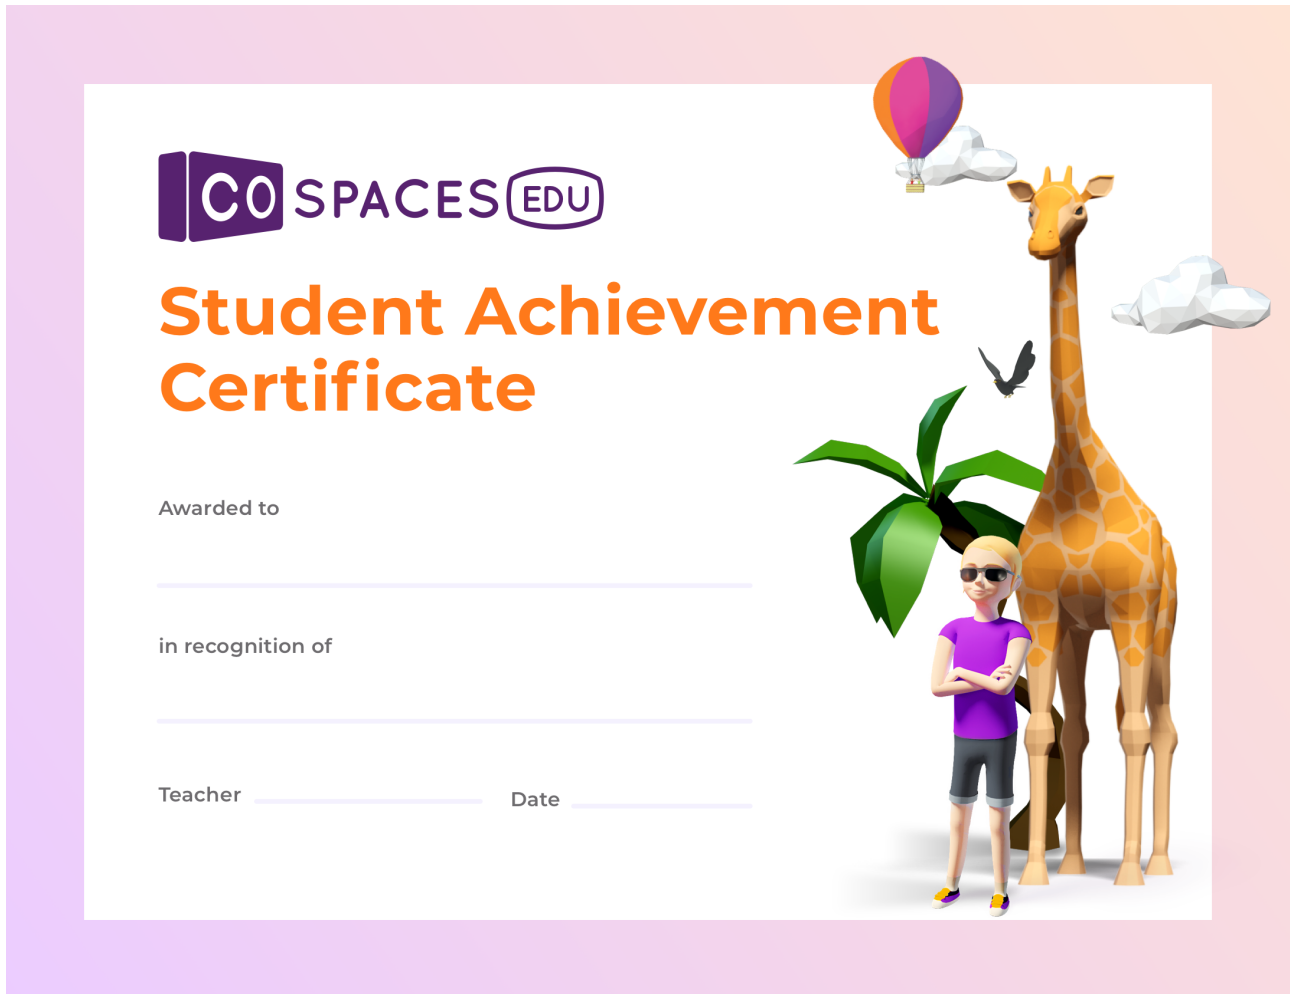 CO SPACES EDU
Student Achievement
Certificate
Awarded to
in recognition of
Teacher
Date